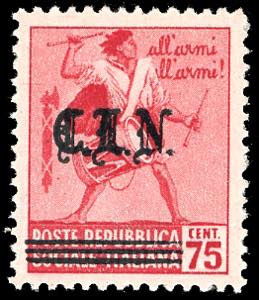 all'armi
all'armi!
C.L.N.
POSTE REPUBBLICA
SOCIALE ITALIANA
CENT.
75